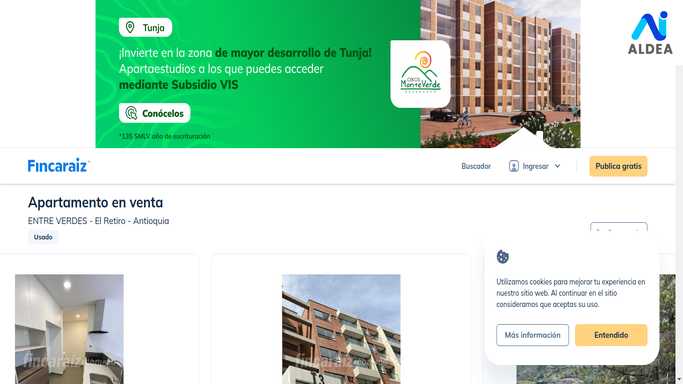 Tunja
¡Invierte en la zona de mayor desarrollo de Tunja!
Apartaestudios a los que puedes acceder
mediante Subsidio VIS
Conócelos
*135 SMLV año de escrituración
MonteVerde
ALDEA
Fincaraíz
Buscador
Ingresar
Publica gratis
Apartamento en venta
ENTRE VERDES - El Retiro - Antioquia
Usado
fincaraiz
fincaraiz
Utilizamos cookies para mejorar tu experiencia en
nuestro sitio web. Al continuar en el sitio
consideramos que aceptas su uso.
Más información
Entendido